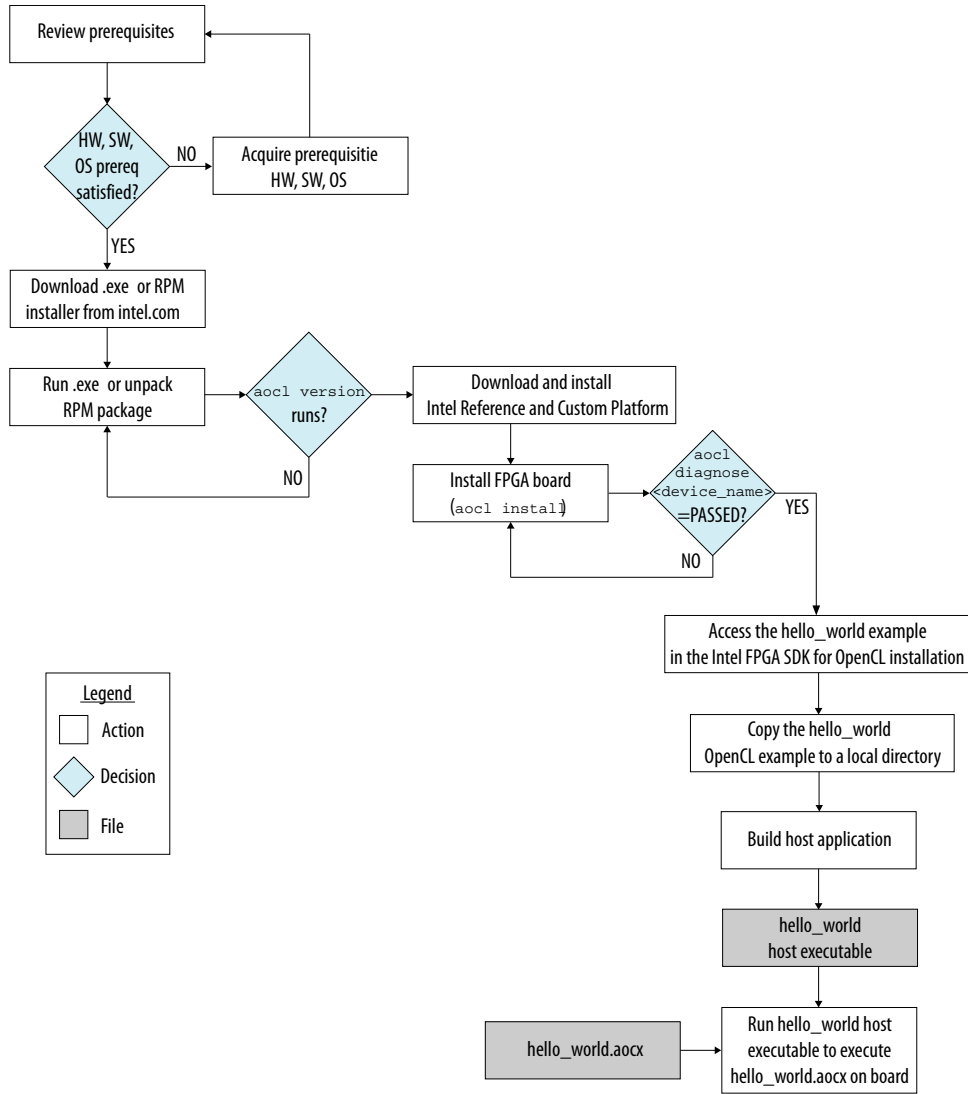 Review prerequisites
HW, SW,
OS prereq
satisfied?
NO
Acquire prerequisitie
HW, SW, OS
YES
Download .exe or RPM
installer from intel.com
Run .exe or unpack
RPM package
aocl version
runs?
NO
Download and install
Intel Reference and Custom Platform
Install FPGA board
(aocl install)
aocl
diagnose
<device_name>
=PASSED?
YES
NO
Access the hello_world example
in the Intel FPGA SDK for OpenCL installation
Legend
Action
Decision
File
Copy the hello_world
OpenCL example to a local directory
Build host application
hello_world
host executable
hello_world.aocx
Run hello_world host
executable to execute
hello_world.aocx on board